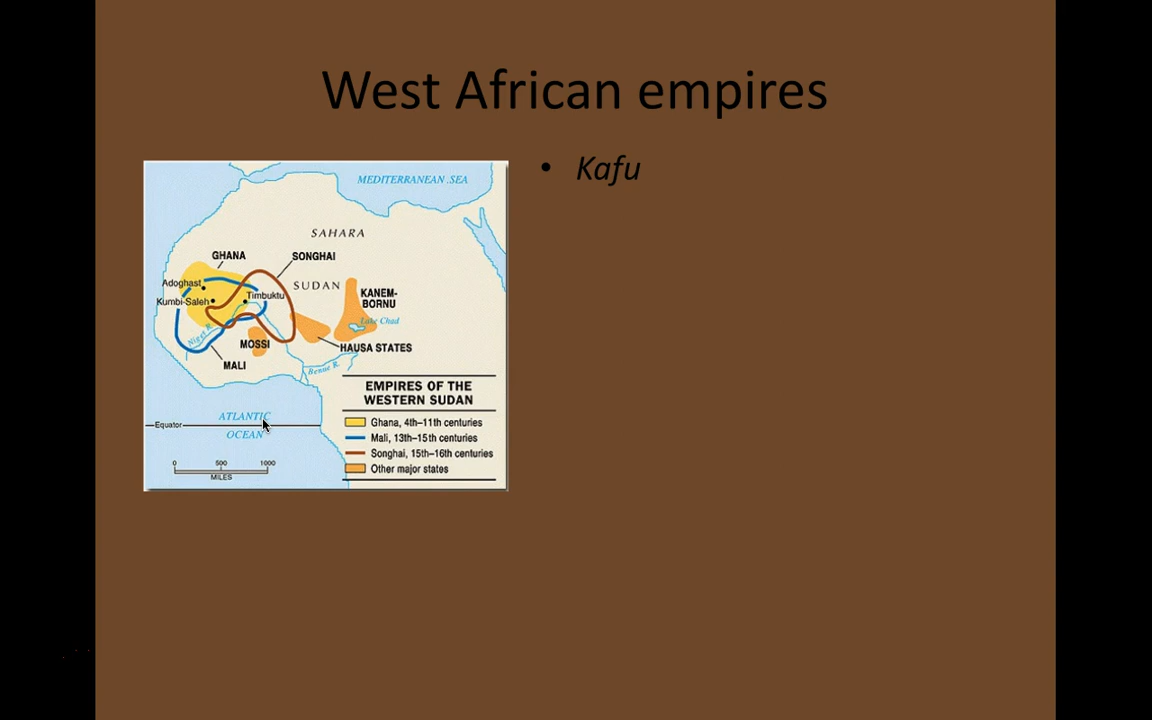 West African empires
• Kafu
MEDITERRANEAN SEA
SAHARA
GHANA
SONGHAI
Adoghast
SUDAN
KANEM-
BORNU
Kumbi-Saleh
Timbuktu
Lake Chad
Niger R.
MOSSI
HAUSA STATES
MALI
Benue R.
EMPIRES OF THE
WESTERN SUDAN
ATLANTIC
OCEAN
Equator
Ghana, 4th–11th centuries
Mali, 13th–15th centuries
Songhai, 15th–16th centuries
Other major states
0 500 1000
MILES